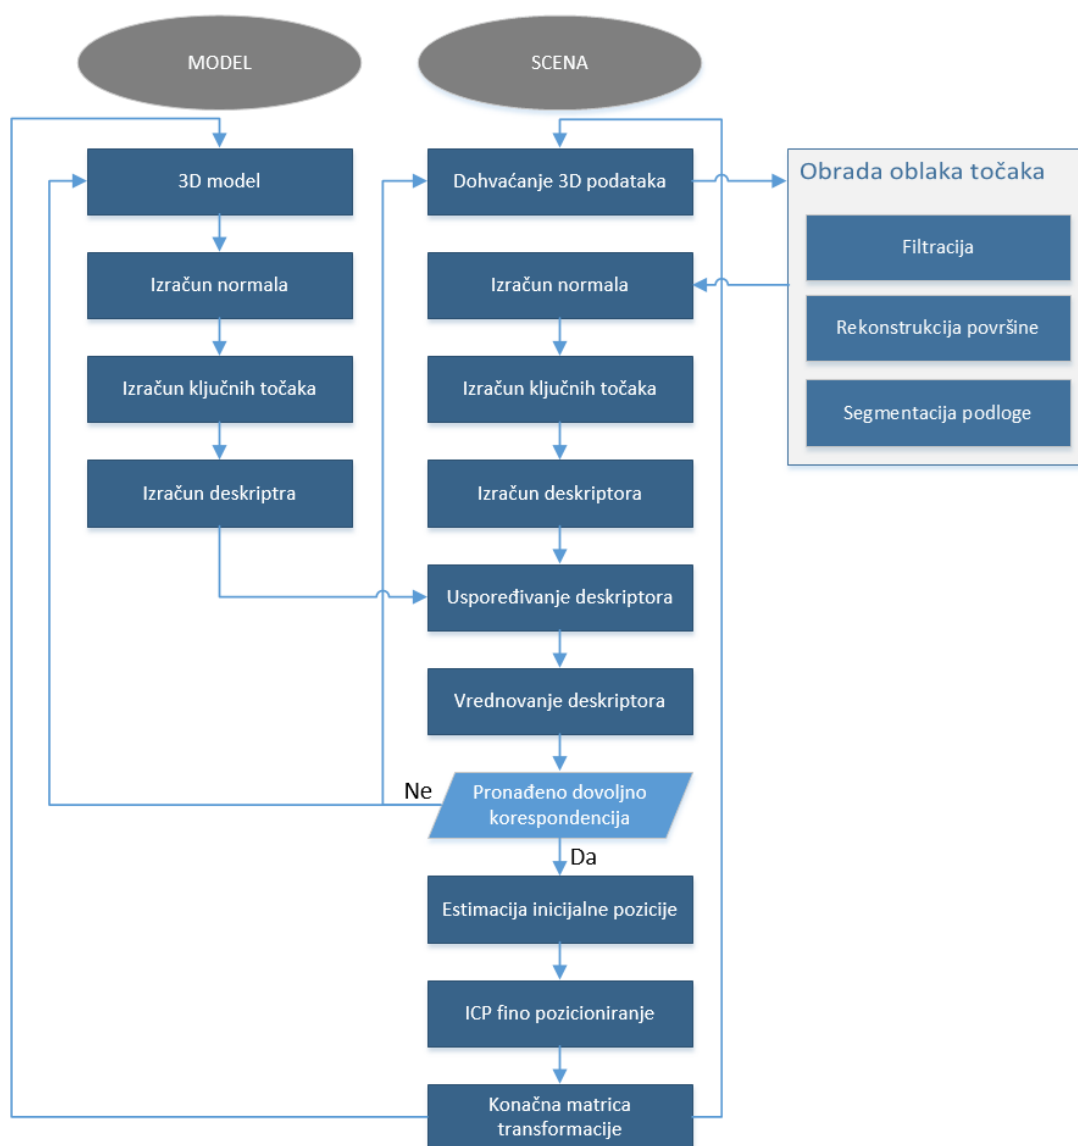 MODEL
SCENA
3D model
Dohvaćanje 3D podataka
Obrada oblaka točaka
Filtracija
Izračun normala
Izračun normala
Rekonstrukcija površine
Izračun ključnih točaka
Izračun ključnih točaka
Segmentacija podloge
Izračun deskriptra
Izračun deskriptora
Uspoređivanje deskriptora
Vrednovanje deskriptora
Ne
Pronađeno dovoljno
korespondencija
Da
Estimacija inicijalne pozicije
ICP fino pozicioniranje
Konačna matrica
transformacije